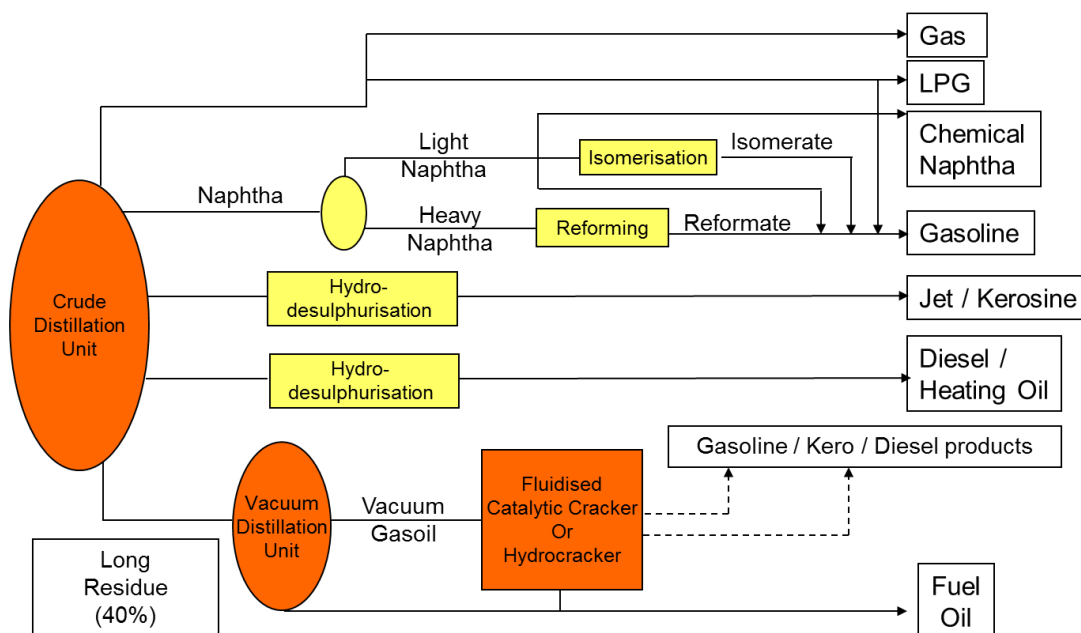 Gas
LPG
Chemical
Naphtha
Light
Naphtha
Isomerisation
Isomerate
Naphtha
Heavy
Naphtha
Reforming
Reformate
Gasoline
Crude
Distillation
Unit
Hydro-
desulphurisation
Jet / Kerosine
Hydro-
desulphurisation
Diesel /
Heating Oil
Gasoline / Kero / Diesel products
Vacuum
Distillation
Unit
Vacuum
Gasoil
Fluidised
Catalytic Cracker
Or
Hydrocracker
Long
Residue
(40%)
Fuel
Oil